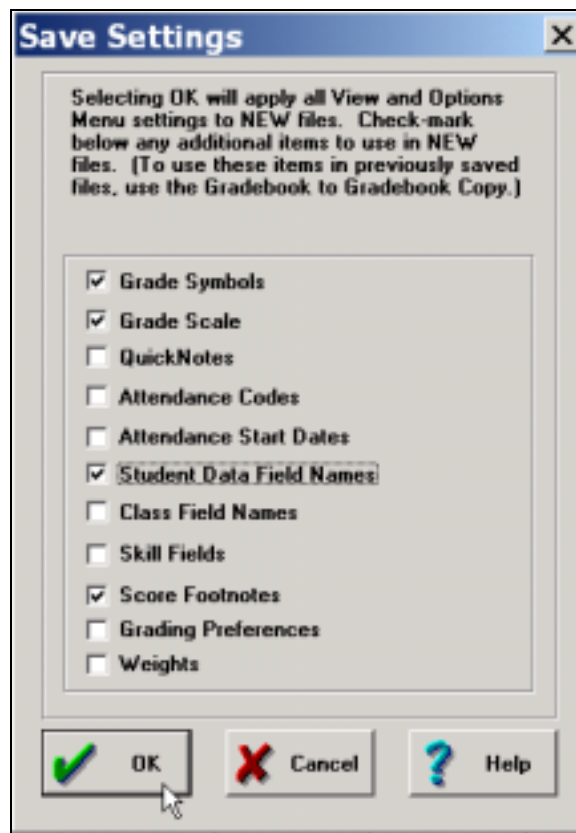 Save Settings
Selecting OK will apply all View and Options
Menu settings to NEW files. Check-mark
below any additional items to use in NEW
files. (To use these items in previously saved
files, use the Gradebook to Gradebook Copy.)
Grade Symbols
Grade Scale
QuickNotes
Attendance Codes
Attendance Start Dates
Student Data Field Names
Class Field Names
Skill Fields
Score Footnotes
Grading Preferences
Weights
OK Cancel Help